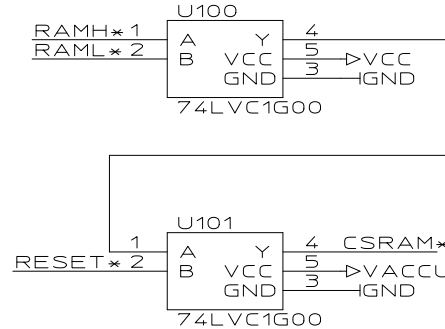 U100
RAMH* 1 A Y 4
RAML* 2 B VCC 5 VCC
GND 3 GND
74LVC1G00
U101
1 A Y 4 CSRAM*
RESET* 2 B VCC 5 VACCU
GND 3 GND
74LVC1G00